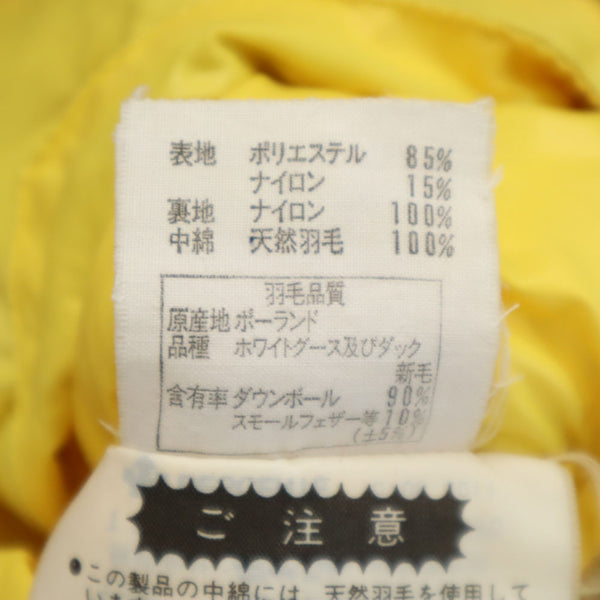 表地 ポリエステル 85%
ナイロン 15%
裏地 ナイロン 100%
中綿 天然羽毛 100%
羽毛品質
原産地 ポーランド
品種 ホワイトグース及びダック
新毛
含有率 ダウンボール 90%
スモールフェザー等 10%
(±5%)
ご注意
●この製品の中綿には、天然羽毛を使用して